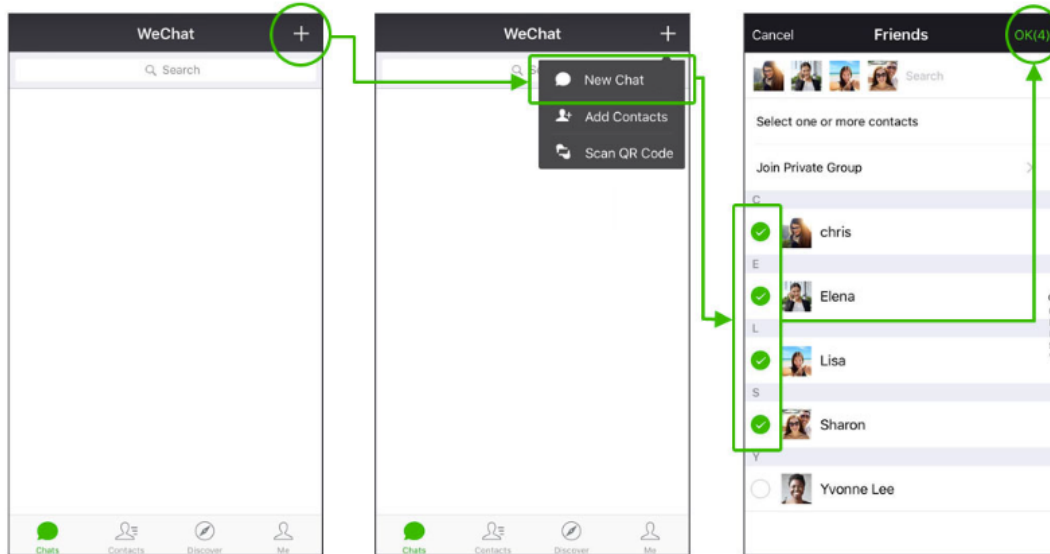 WeChat
Search
Chats
Contacts
Discover
Me
WeChat
New Chat
Add Contacts
Scan QR Code
Chats
Contacts
Discover
Me
Cancel
Friends
OK(4)
Search
Select one or more contacts
Join Private Group
C
chris
E
Elena
L
Lisa
S
Sharon
Y
Yvonne Lee